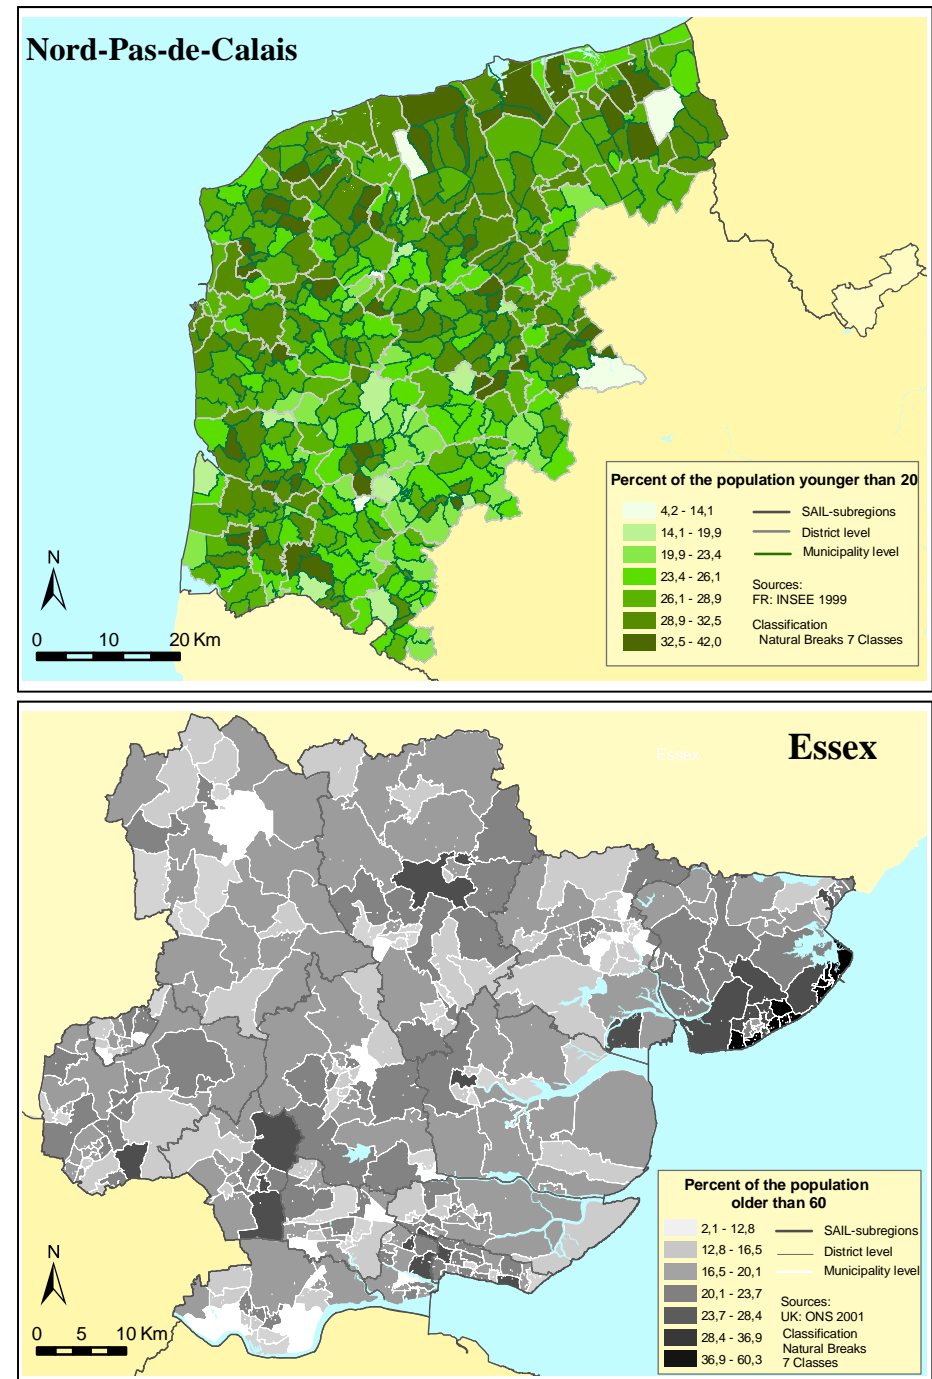 Nord-Pas-de-Calais
Percent of the population younger than 20
4,2 - 14,1
14,1 - 19,9
19,9 - 23,4
23,4 - 26,1
26,1 - 28,9
28,9 - 32,5
32,5 - 42,0
SAIL-subregions
District level
Municipality level
Sources:
FR: INSEE 1999
Classification
Natural Breaks 7 Classes
N
0 10 20 Km
Essex
Essex
Percent of the population
older than 60
2,1 - 12,8
12,8 - 16,5
16,5 - 20,1
20,1 - 23,7
23,7 - 28,4
28,4 - 36,9
36,9 - 60,3
SAIL-subregions
District level
Municipality level
Sources:
UK: ONS 2001
Classification
Natural Breaks
7 Classes
N
0 5 10 Km